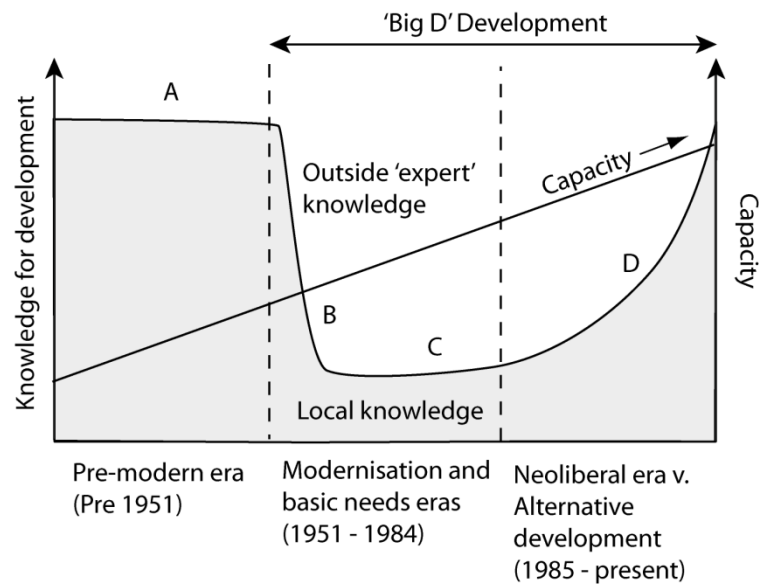 ‘Big D’ Development
Knowledge for development
A
Outside ‘expert’
knowledge
Capacity
Capacity
B
C
D
Local knowledge
Pre-modern era
(Pre 1951)
Modernisation and
basic needs eras
(1951 - 1984)
Neoliberal era v.
Alternative
development
(1985 - present)